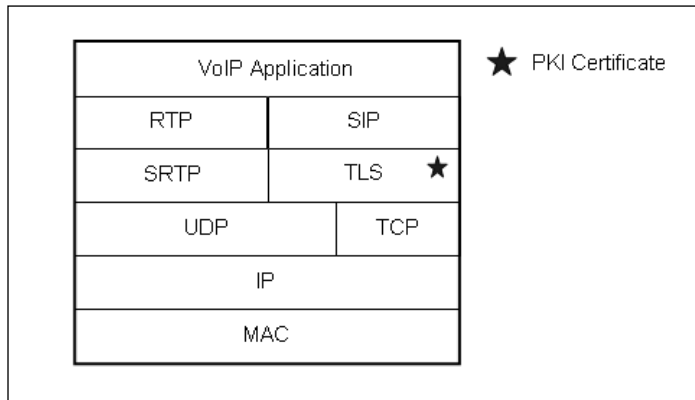 VoIP Application
PKI Certificate
RTP
SIP
SRTP
TLS
UDP
TCP
IP
MAC